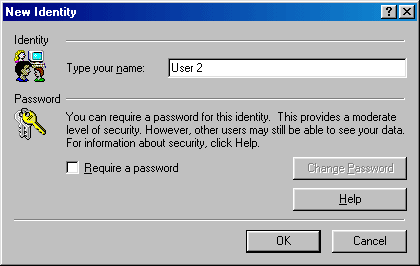 New Identity
Identity
Type your name: User 2
Password
You can require a password for this identity. This provides a moderate
level of security. However, other users may still be able to see your data.
For information about security, click Help.
Require a password
Change Password
Help
OK Cancel